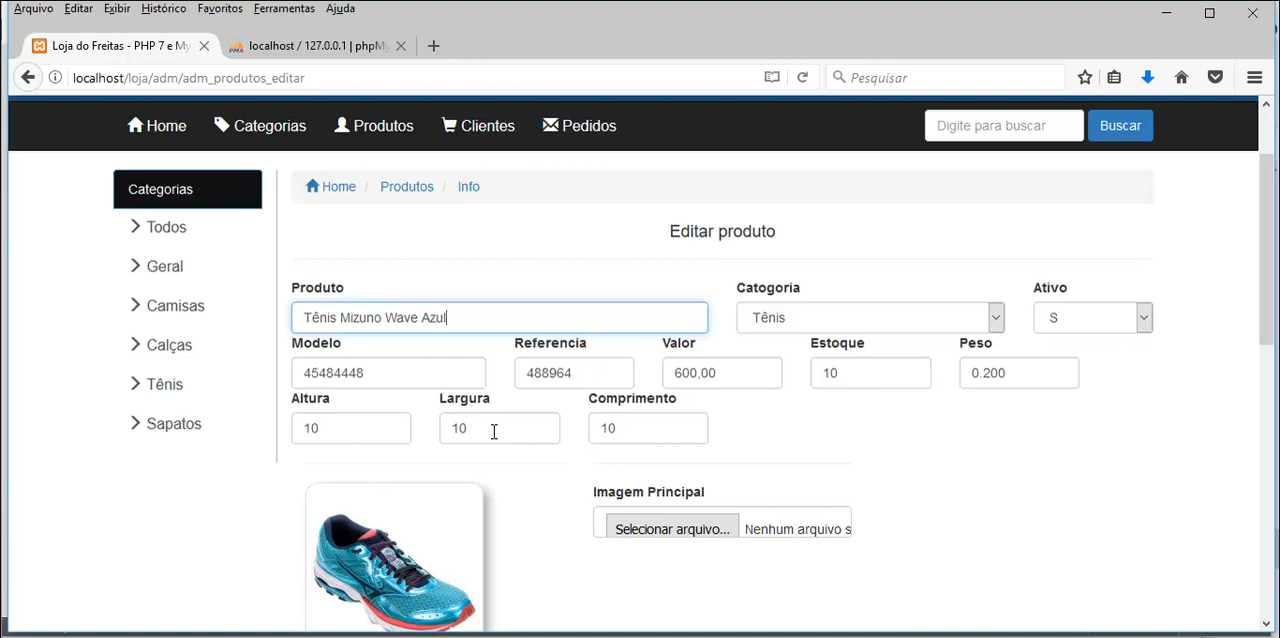 Arquivo Editar Exibir Histórico Favoritos Ferramentas Ajuda
Loja do Freitas - PHP 7 e My localhost / 127.0.0.1 | phpM
localhost/loja/adm/adm_produtos_editar Pesquisar
Home Categorias Produtos Clientes Pedidos Digite para buscar Buscar
Categorias
Todos
Geral
Camisas
Calças
Tênis
Sapatos
Home / Produtos / Info
Editar produto
Produto Catogoria Ativo
Tênis Mizuno Wave Azul Tênis S
Modelo Referencia Valor Estoque Peso
45484448 488964 600,00 10 0.200
Altura Largura Comprimento
10 10 10
Imagem Principal
Selecionar arquivo... Nenhum arquivo s